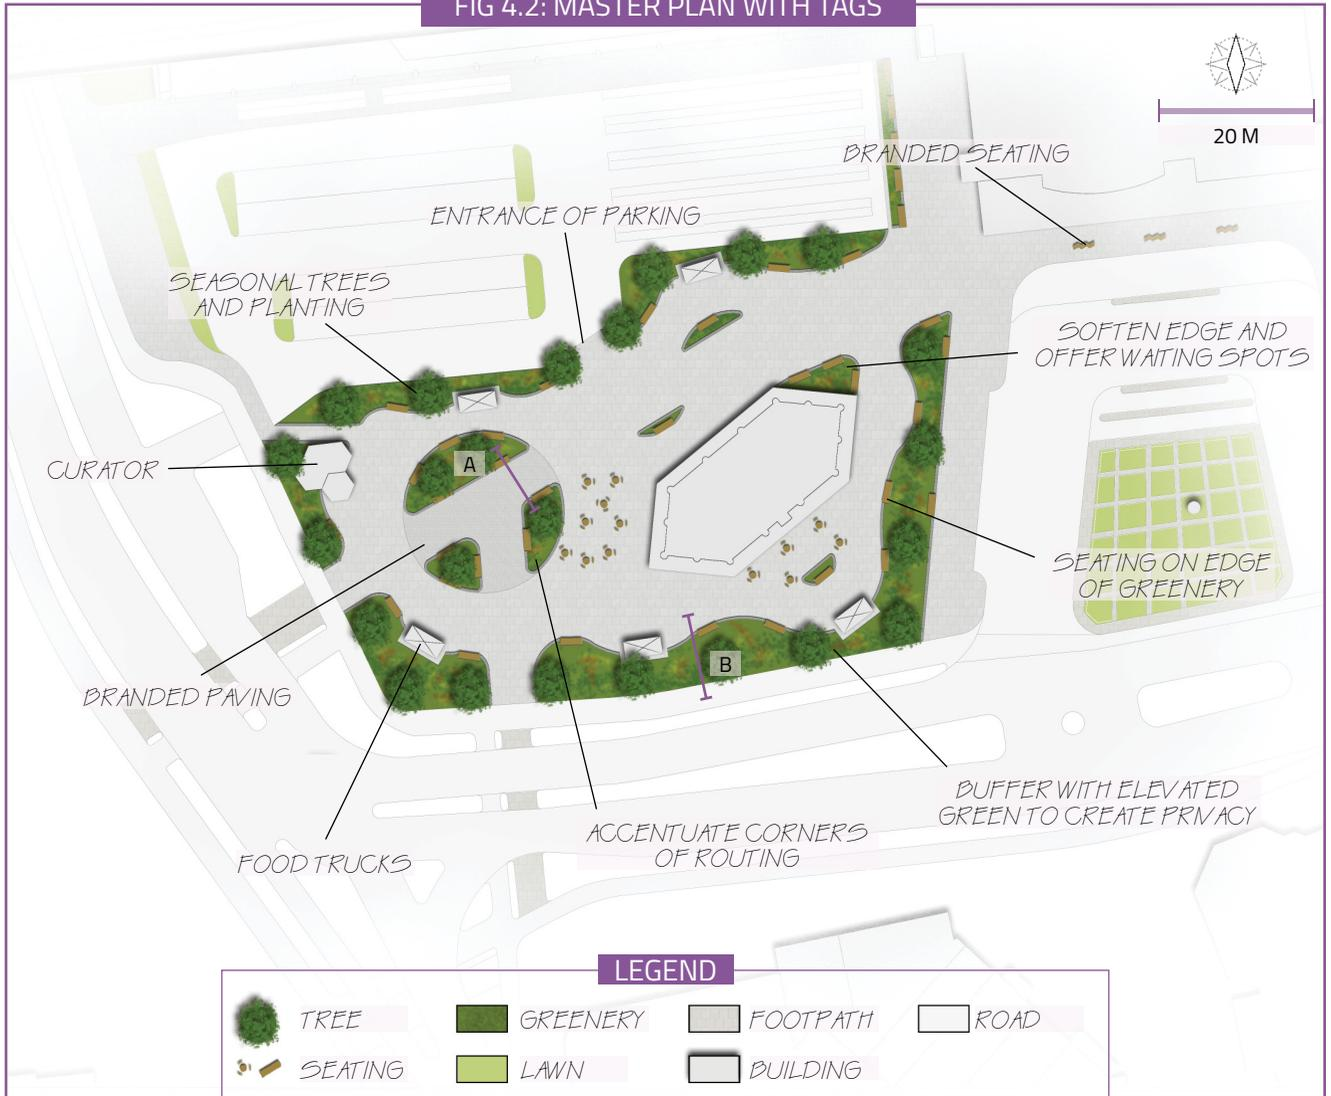 FIG 4.2: MASTER PLAN WITH TAGS
20 M
BRANDED SEATING
ENTRANCE OF PARKING
SEASONAL TREES
AND PLANTING
SOFTEN EDGE AND
OFFER WAITING SPOTS
CURATOR
A
SEATING ON EDGE
OF GREENERY
B
BRANDED PAVING
BUFFER WITH ELEVATED
GREEN TO CREATE PRIVACY
ACCENTUATE CORNERS
OF ROUTING
FOOD TRUCKS
LEGEND
TREE
GREENERY
FOOTPATH
ROAD
SEATING
LAWN
BUILDING